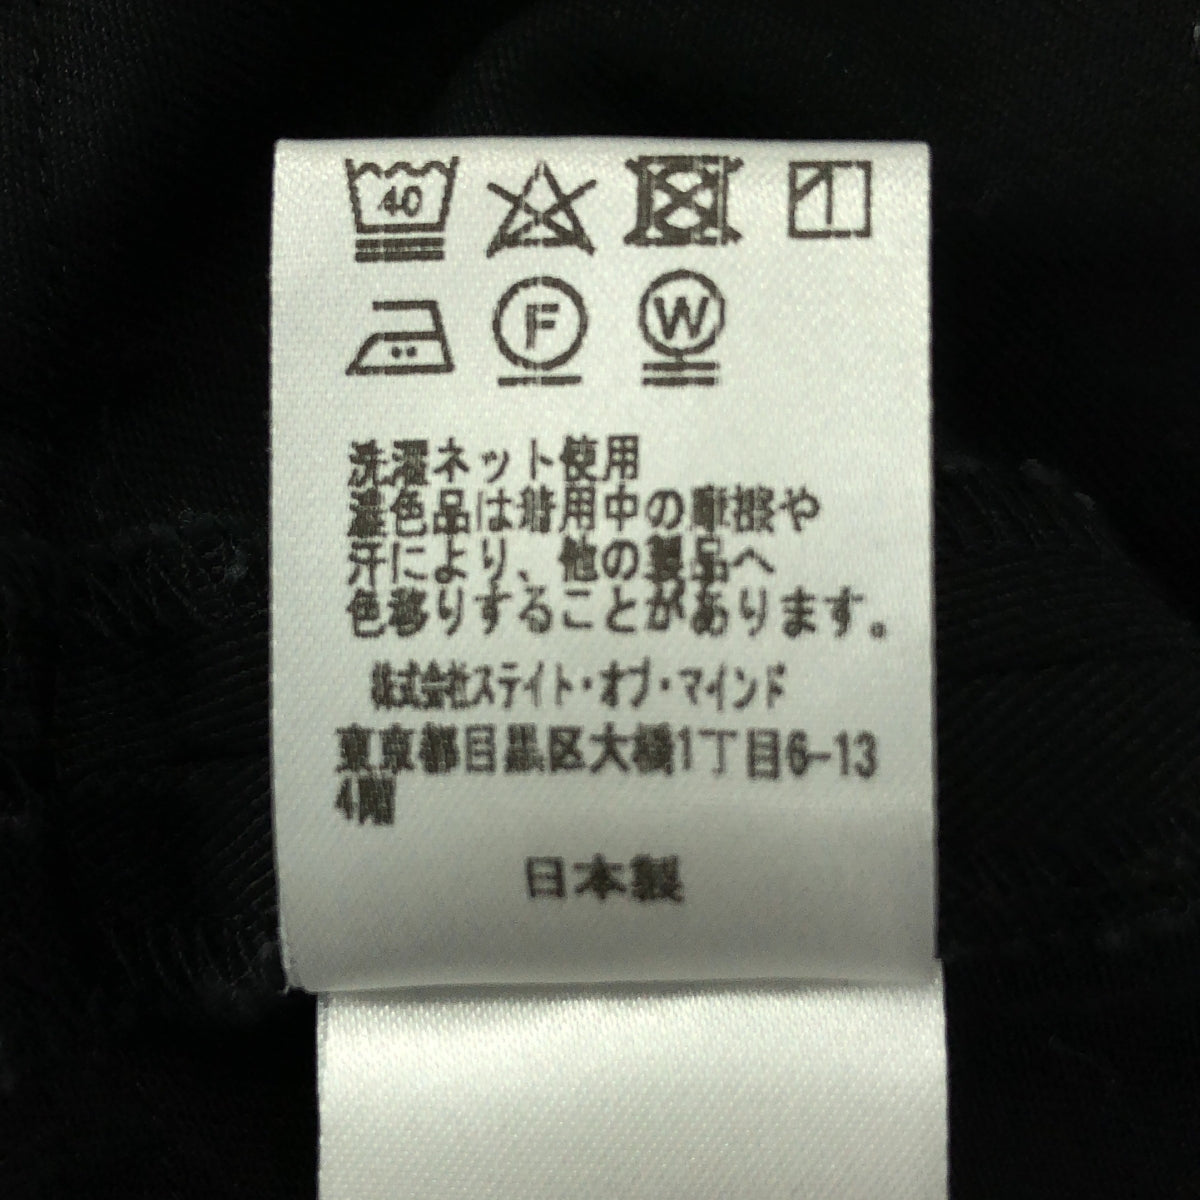 40
F W
洗濯ネット使用
濃色品は着用中の摩擦や
汗により、他の製品へ
色移りすることがあります。
株式会社ステイト・オブ・マインド
東京都目黒区大橋1丁目6-13
4階
日本製